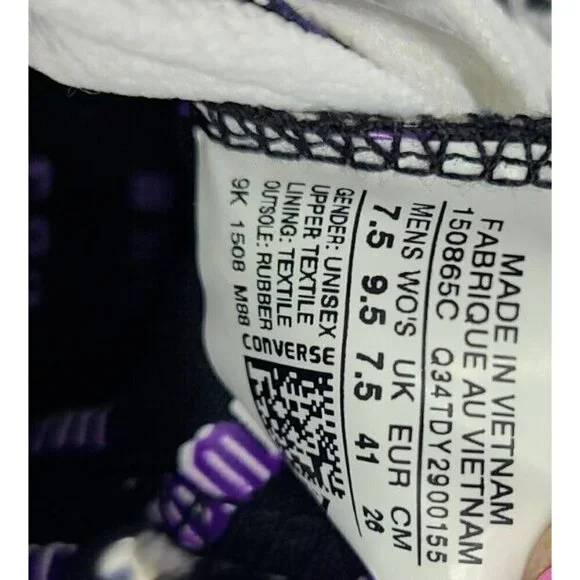 MADE IN VIETNAM
FABRIQUE AU VIETNAM
150865C Q34TDY2900155
MENS WO'S UK EUR CM
7.5 9.5 7.5 41 26
GENDER: UNISEX
UPPER TEXTILE
LINING: TEXTILE
OUTSOLE: RUBBER
9K 1508 M88
CONVERSE